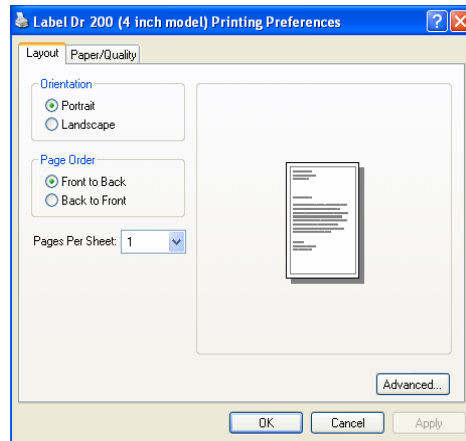 Label Dr 200 (4 inch model) Printing Preferences
Layout Paper/Quality
Orientation
Portrait
Landscape
Page Order
Front to Back
Back to Front
Pages Per Sheet: 1
Advanced...
OK Cancel Apply